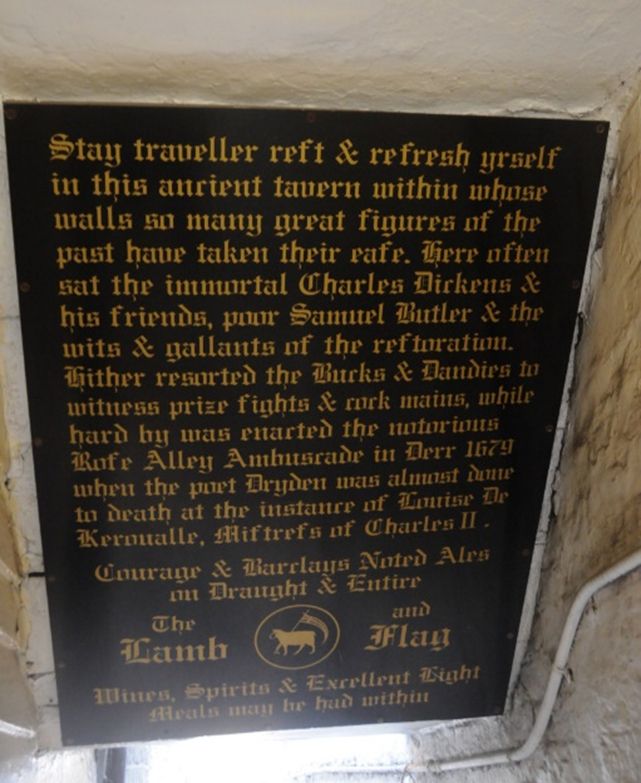 Stay traveller reft & refresh yrself
in this ancient tavern within whose
walls so many great figures of the
past have taken their eafe. Here often
sat the immortal Charles Dickens &
his friends, poor Samuel Butler & the
wits & gallants of the reftoration.
Hither resorted the Bucks & Dandies to
witness prize fights & cock mains, while
hard by was enacted the notorious
Rofe Alley Ambuscade in Decr 1679
when the poet Dryden was almost done
to death at the instance of Louise De
Keroualle, Miftrefs of Charles II.
Courage & Barclays Noted Ales
on Draught & Entire
The and
Lamb Flag
Wines, Spirits & Excellent Light
Meals may be had within